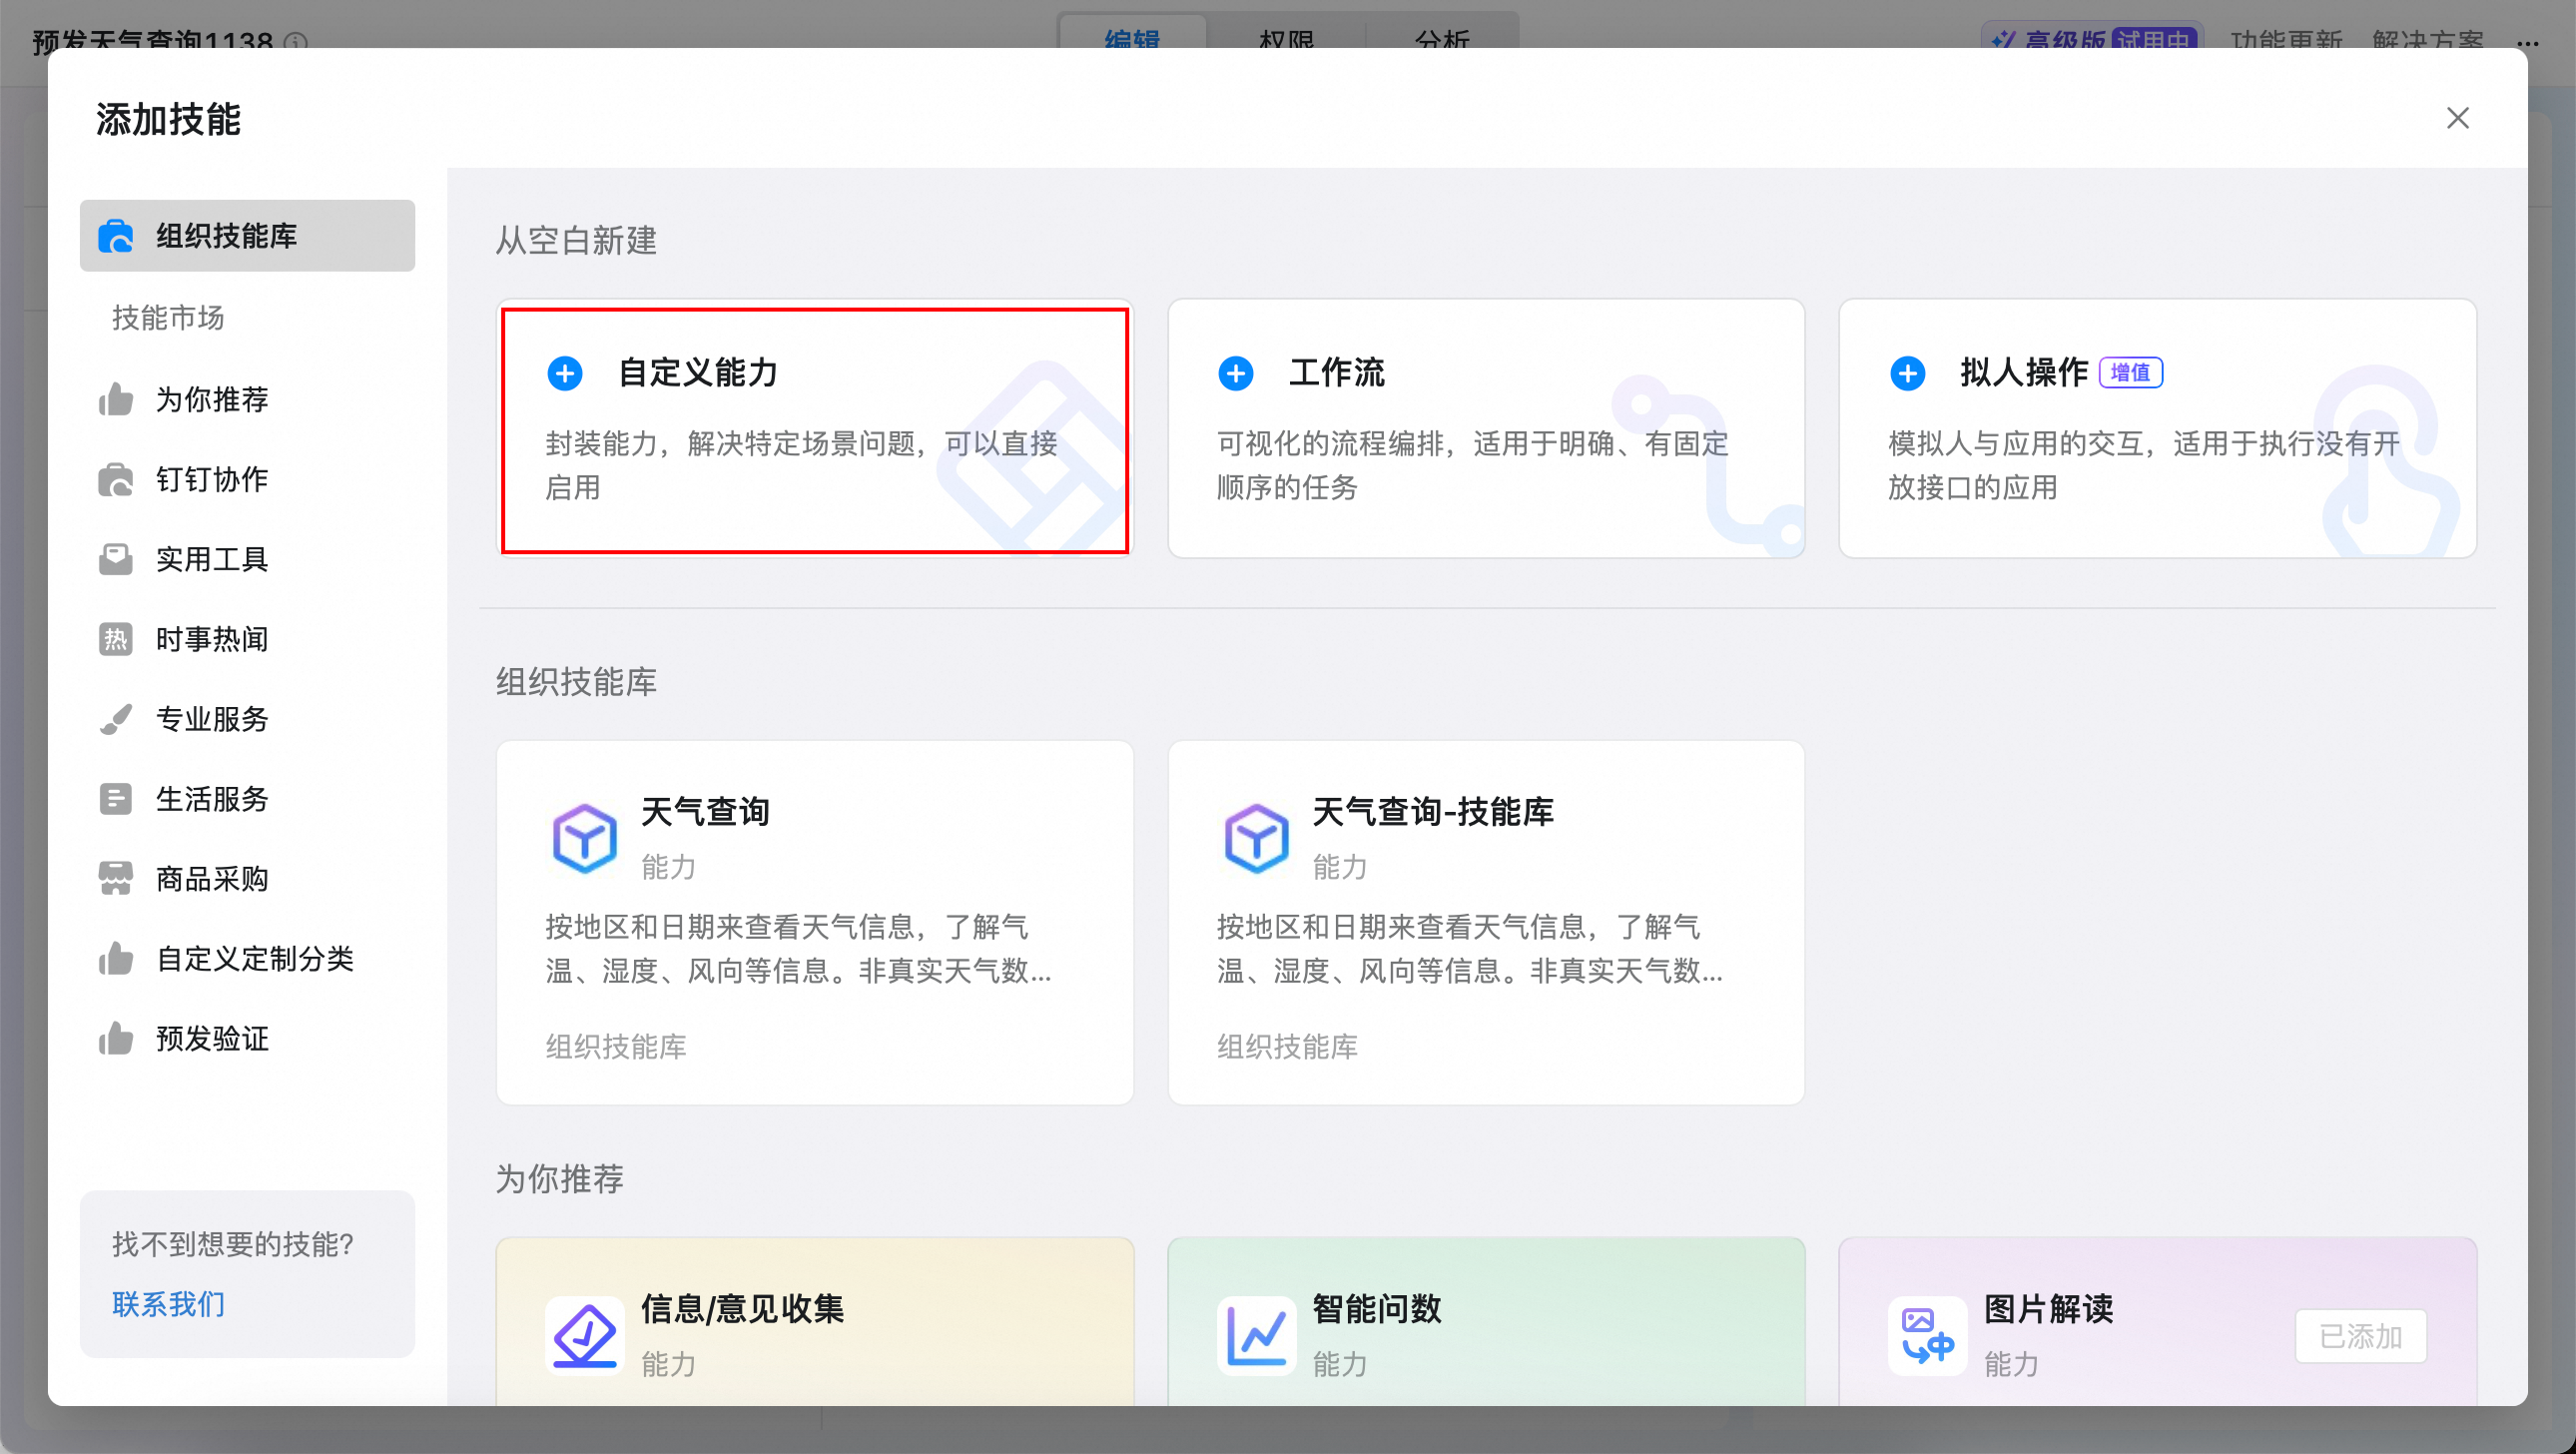 预发天气查询1138
编辑
权限
分析
高级版 试用中
功能更新
解决方案
添加技能
组织技能库
技能市场
为你推荐
钉钉协作
实用工具
热
时事热闻
专业服务
生活服务
商品采购
自定义定制分类
预发验证
找不到想要的技能?
联系我们
从空白新建
自定义能力
封装能力，解决特定场景问题，可以直接
启用
工作流
可视化的流程编排，适用于明确、有固定
顺序的任务
拟人操作 增值
模拟人与应用的交互，适用于执行没有开
放接口的应用
组织技能库
天气查询
能力
按地区和日期来查看天气信息，了解气
温、湿度、风向等信息。非真实天气数...
组织技能库
天气查询-技能库
能力
按地区和日期来查看天气信息，了解气
温、湿度、风向等信息。非真实天气数...
组织技能库
为你推荐
信息/意见收集
能力
智能问数
能力
图片解读
能力
已添加